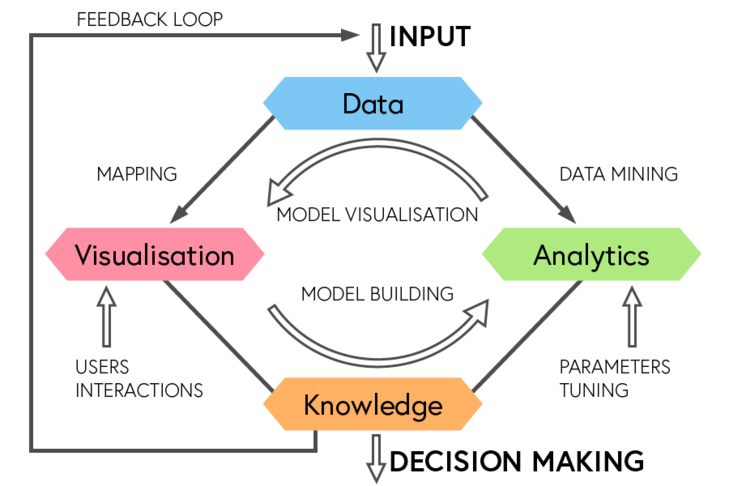 FEEDBACK LOOP
INPUT
Data
MAPPING
DATA MINING
MODEL VISUALISATION
Visualisation
Analytics
MODEL BUILDING
USERS
INTERACTIONS
PARAMETERS
TUNING
Knowledge
DECISION MAKING